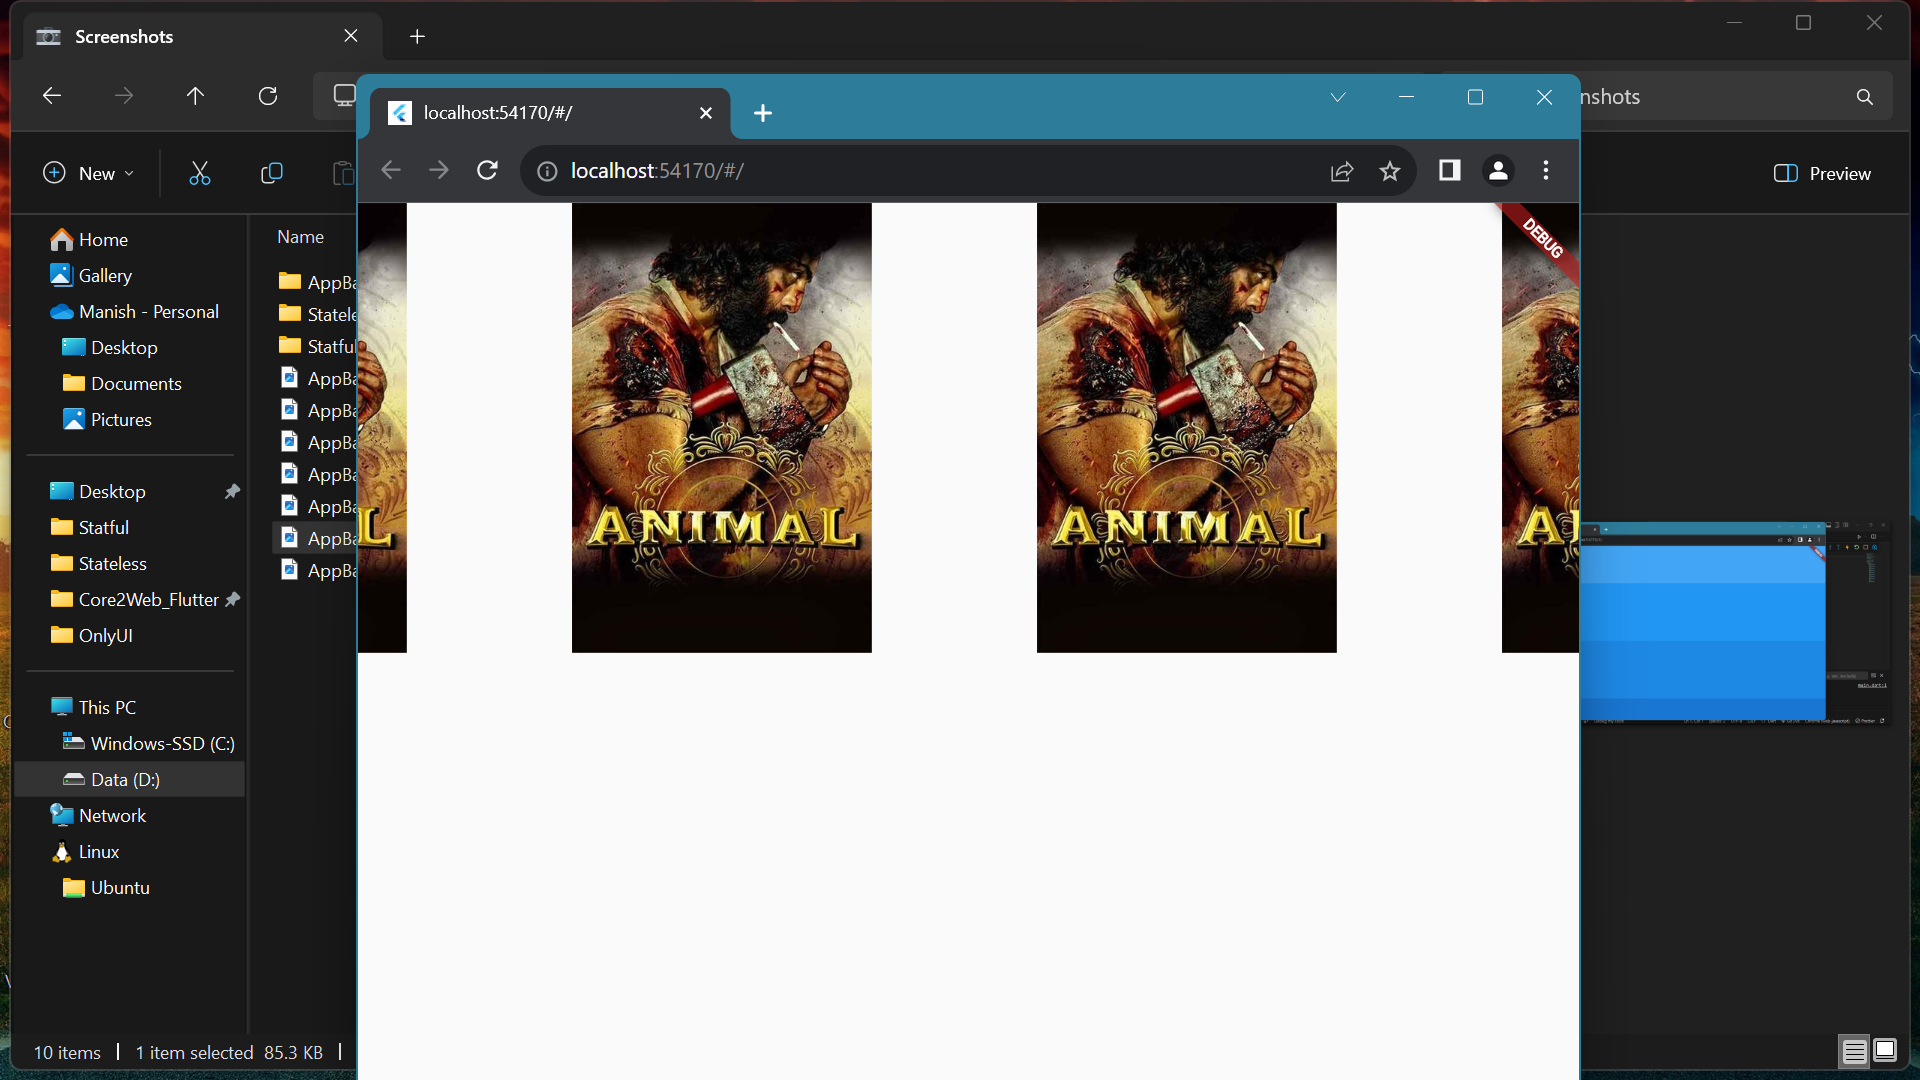 Screenshots
nshots
localhost:54170/#/
New
localhost:54170/#/
Preview
Home
Gallery
Manish - Personal
Desktop
Documents
Pictures
Desktop
Statful
Stateless
Core2Web_Flutter
OnlyUI
This PC
Windows-SSD (C:)
Data (D:)
Network
Linux
Ubuntu
Name
AppBa
Statele
Statful
AppBa
AppBa
AppBa
AppBa
AppBa
AppBa
AppBa
DEBUG
L
ANIMAL
ANIMAL
AN
10 items
1 item selected 85.3 KB